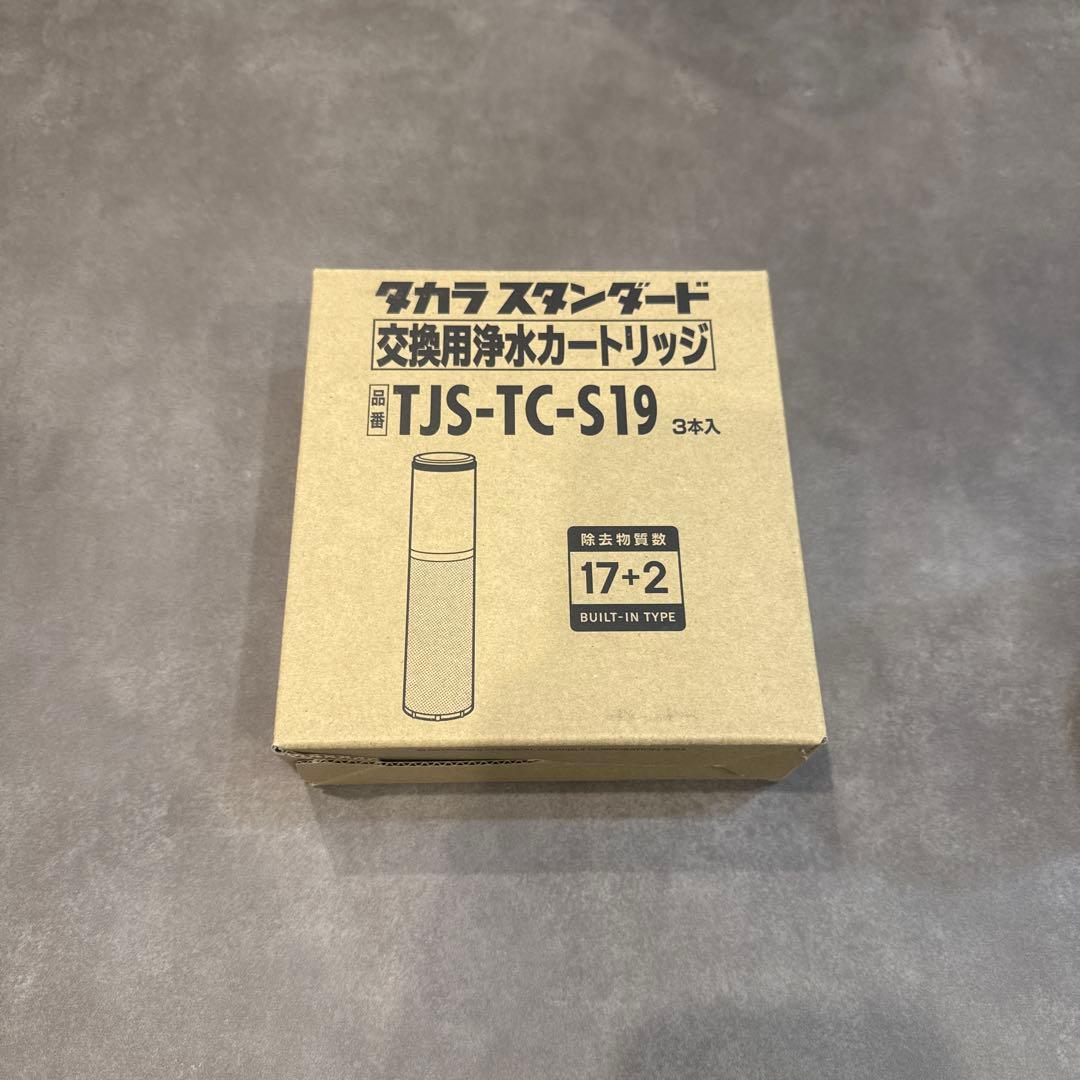 タカラスタンダード
交換用浄水カートリッジ
品番 TJS-TC-S19 3本入
除去物質数
17+2
BUILT-IN TYPE